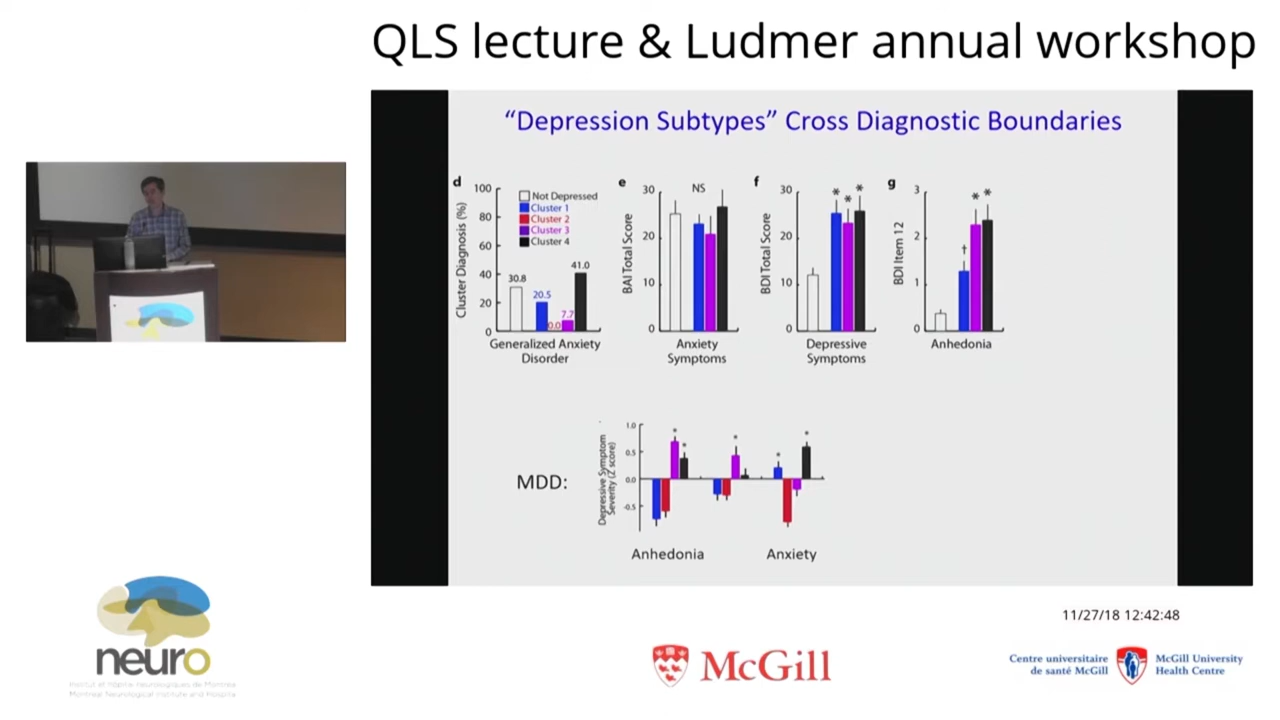 QLS lecture & Ludmer annual workshop
“Depression Subtypes” Cross Diagnostic Boundaries
d
Cluster Diagnosis (%)
100
80
60
40
20
0
Not Depressed
Cluster 1
Cluster 2
Cluster 3
Cluster 4
30.8
20.5
0.0
7.7
41.0
Generalized Anxiety
Disorder
e
BAI Total Score
30
20
10
0
NS
Anxiety
Symptoms
f
BDI Total Score
30
20
10
0
* * *
Depressive
Symptoms
g
BDI Item 12
3
2
1
0
† * *
Anhedonia
MDD:
Depressive Symptom
Severity (Z score)
1.0
0.5
0.0
-0.5
* * * * *
Anhedonia
Anxiety
11/27/18 12:42:48
neuro
Institut et hôpital neurologiques de Montréal
Montreal Neurological Institute and Hospital
McGill
Centre universitaire
de santé McGill
McGill University
Health Centre